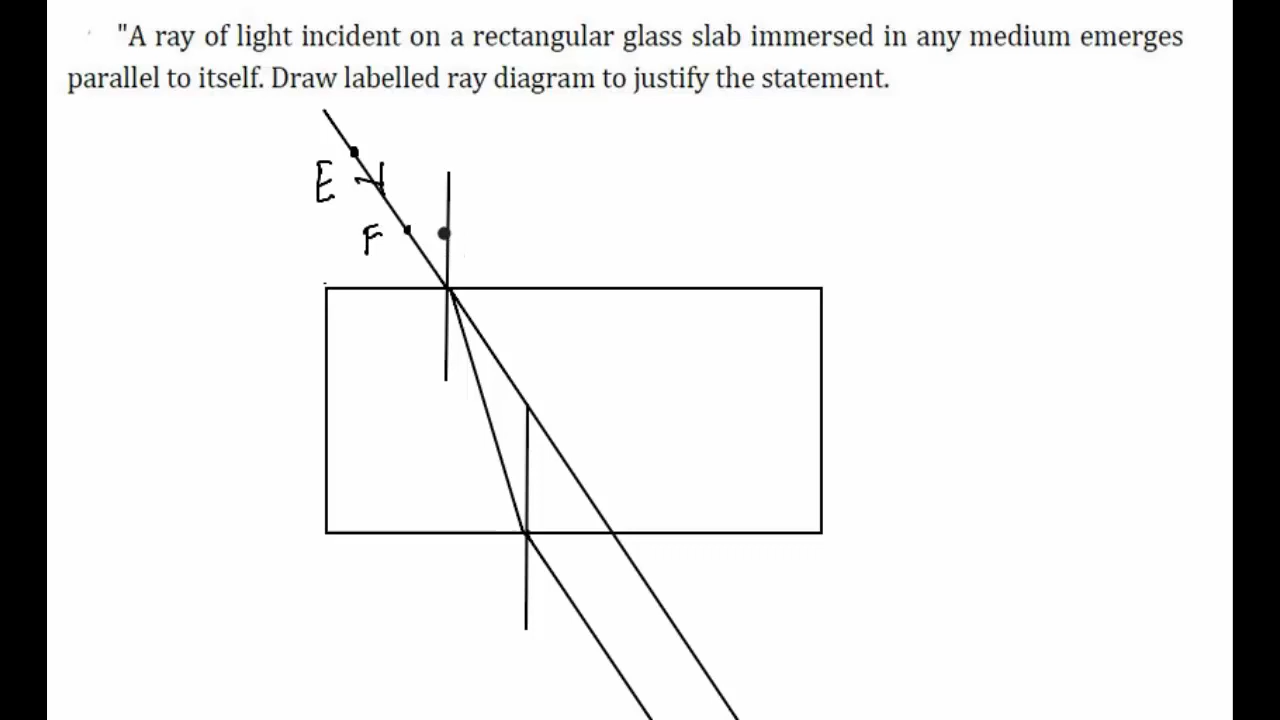 "A ray of light incident on a rectangular glass slab immersed in any medium emerges
parallel to itself. Draw labelled ray diagram to justify the statement.
E
F